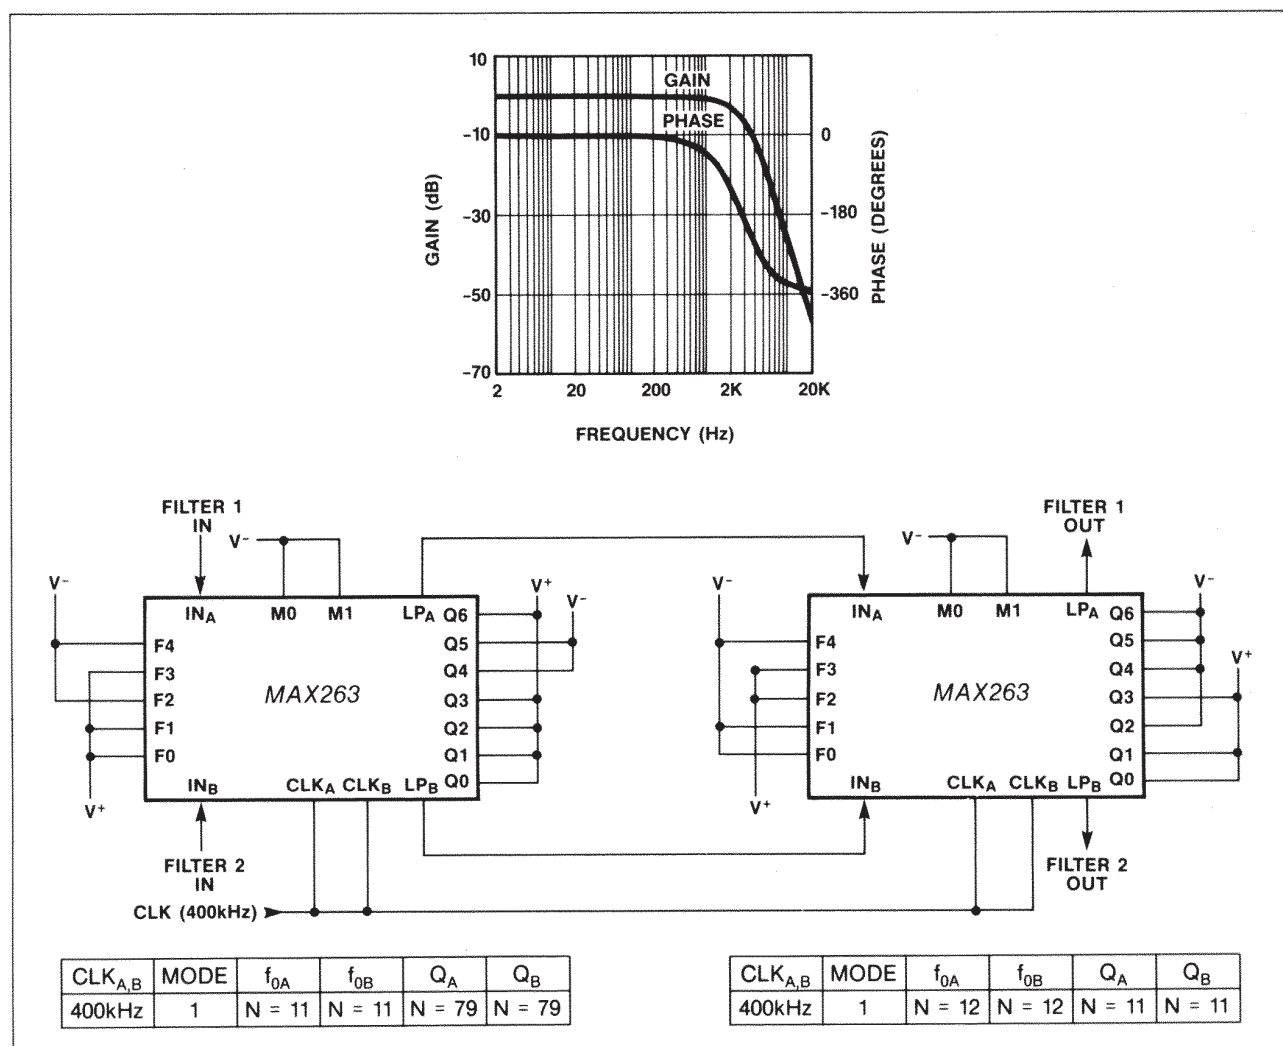 10
-10
-30
-50
-70
GAIN (dB)
GAIN
PHASE
0
-180
-360
PHASE (DEGREES)
2 20 200 2K 20K
FREQUENCY (Hz)
FILTER 1
IN
V⁻
V⁻
IN_A M0 M1 LP_A
F4
F3
F2
F1
F0
V⁺
MAX263
Q6
Q5
Q4
Q3
Q2
Q1
Q0
V⁺
V⁻
IN_B CLK_A CLK_B LP_B
FILTER 2
IN
CLK (400kHz)
V⁻
V⁻
FILTER 1
OUT
IN_A M0 M1 LP_A
F4
F3
F2
F1
F0
V⁺
MAX263
Q6
Q5
Q4
Q3
Q2
Q1
Q0
V⁻
V⁺
IN_B CLK_A CLK_B LP_B
FILTER 2
OUT
CLK_A,B MODE f_0A f_0B Q_A Q_B
400kHz 1 N = 11 N = 11 N = 79 N = 79
CLK_A,B MODE f_0A f_0B Q_A Q_B
400kHz 1 N = 12 N = 12 N = 11 N = 11